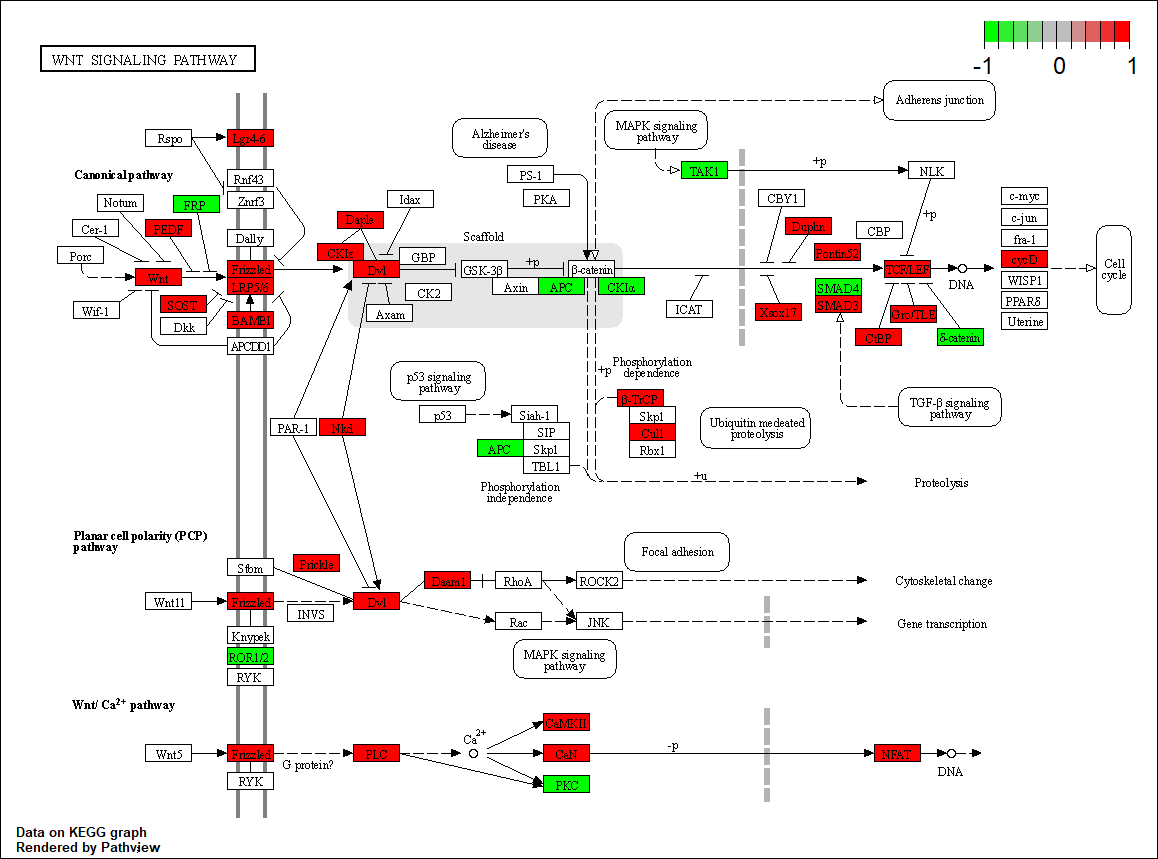 WNT SIGNALING PATHWAY
-1 0 1
Adherens junction
Alzheimer's
disease
MAPK signaling
pathway
Rspo
Lgr4-6
+p
Canonical pathway
Rnf43
PS-1
TAK1
NLK
Notum
FRP
Znrf3
Idax
PKA
CBY1
Cer-1
PEDF
Daple
Duplin
CBP
+p
Dally
Scaffold
Porc
CKIε
GBP
Pontin52
Wnt
Frizzled
Dvl
GSK-3β
+p
β-catenin
TCF/LEF
DNA
LRP5/6
Axin
APC
CKIα
SMAD4
SMAD3
c-myc
c-jun
fra-1
cycD
WISP1
PPARδ
Uterine
Cell
cycle
Wif-1
SOST
Dkk
BAMBI
APCDD1
CK2
Axam
ICAT
Xsox17
Gro/TLE
CtBP
δ-catenin
p53 signaling
pathway
+p
Phosphorylation
dependence
TGF-β signaling
pathway
p53
Siah-1
SIP
APC
Skp1
TBL1
Phosphorylation
independence
β-TrCP
Skp1
Cul1
Rbx1
Ubiquitin medeated
proteolysis
PAR-1
Nkd
+u
Proteolysis
Planar cell polarity (PCP)
pathway
Focal adhesion
Stbm
Prickle
Daam1
RhoA
ROCK2
Cytoskeletal change
Wnt11
Frizzled
INVS
Dvl
Rac
JNK
Gene transcription
Knypek
ROR1/2
RYK
MAPK signaling
pathway
Wnt/ Ca2+ pathway
Wnt5
Frizzled
G protein?
PLC
Ca2+
CaMKII
CaN
PKC
-p
NFAT
DNA
RYK
Data on KEGG graph
Rendered by Pathview